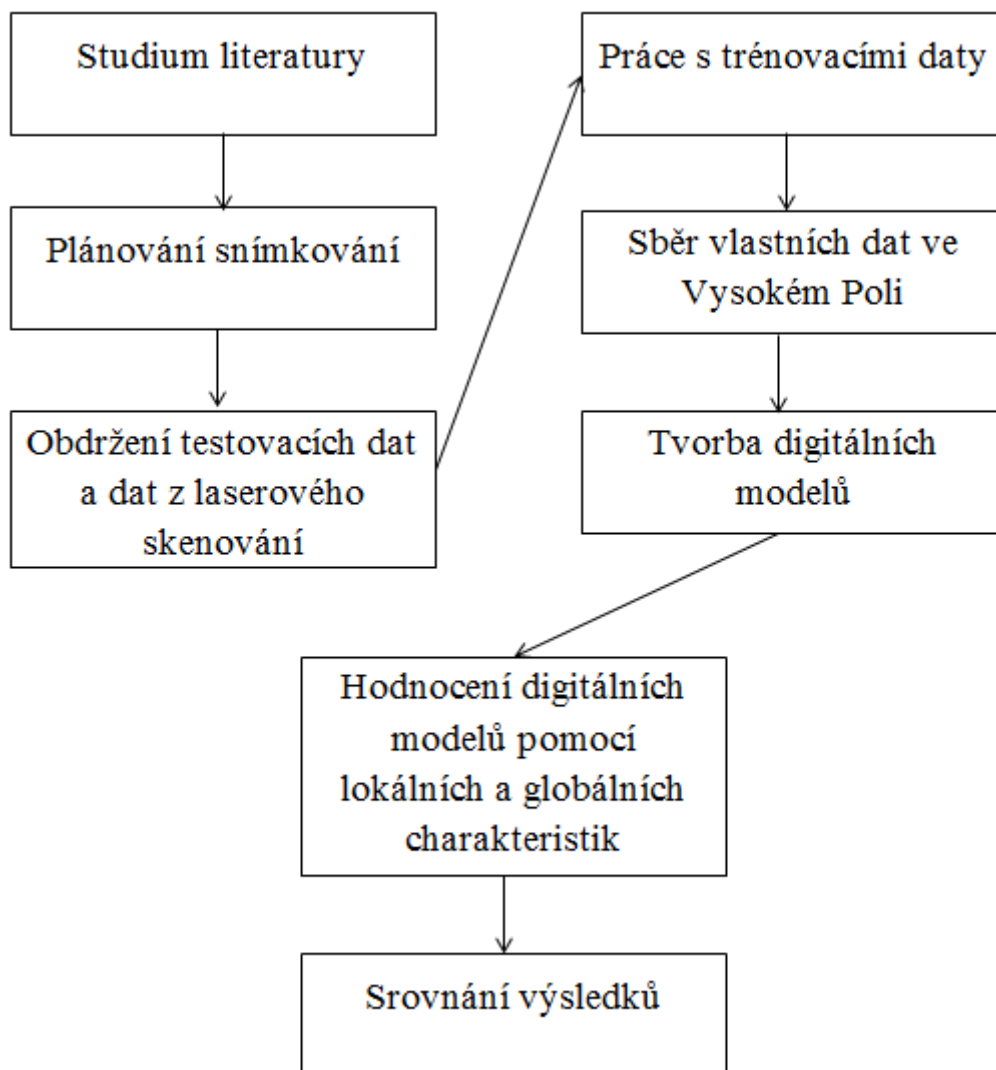 Studium literatury
Plánování snímkování
Obdržení testovacích dat
a dat z laserového
skenování
Práce s trénovacími daty
Sběr vlastních dat ve
Vysokém Poli
Tvorba digitálních
modelů
Hodnocení digitálních
modelů pomocí
lokálních a globálních
charakteristik
Srovnání výsledků